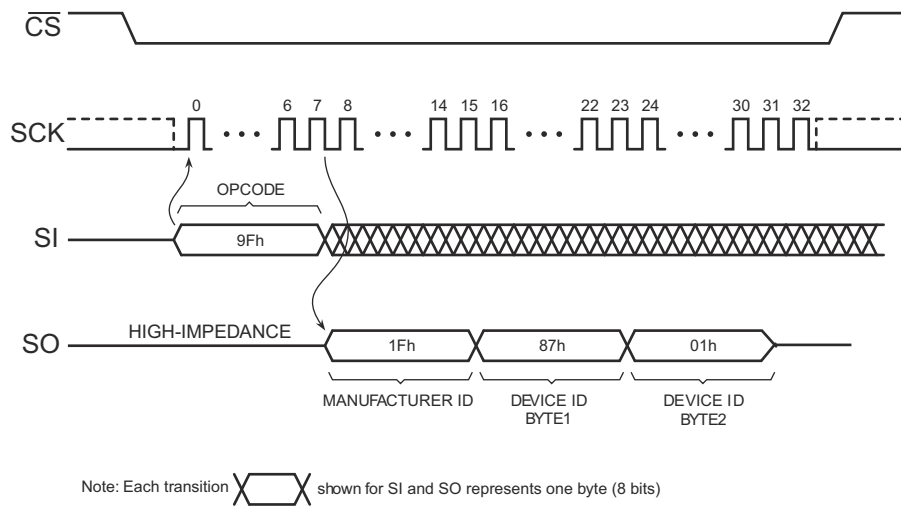 CS
SCK
0 6 7 8 14 15 16 22 23 24 30 31 32
OPCODE
SI
9Fh
HIGH-IMPEDANCE
SO
1Fh 87h 01h
MANUFACTURER ID
DEVICE ID
BYTE1
DEVICE ID
BYTE2
Note: Each transition shown for SI and SO represents one byte (8 bits)